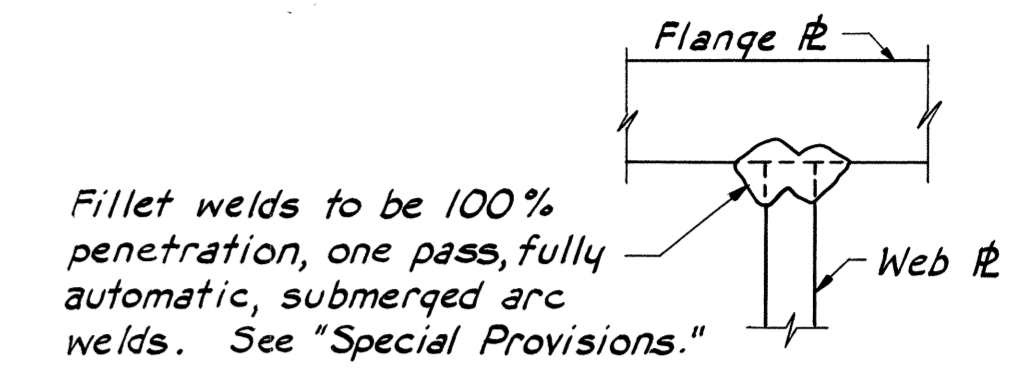 Flange ⅊
Fillet welds to be 100%
penetration, one pass, fully
automatic, submerged arc
welds. See "Special Provisions."
Web ⅊